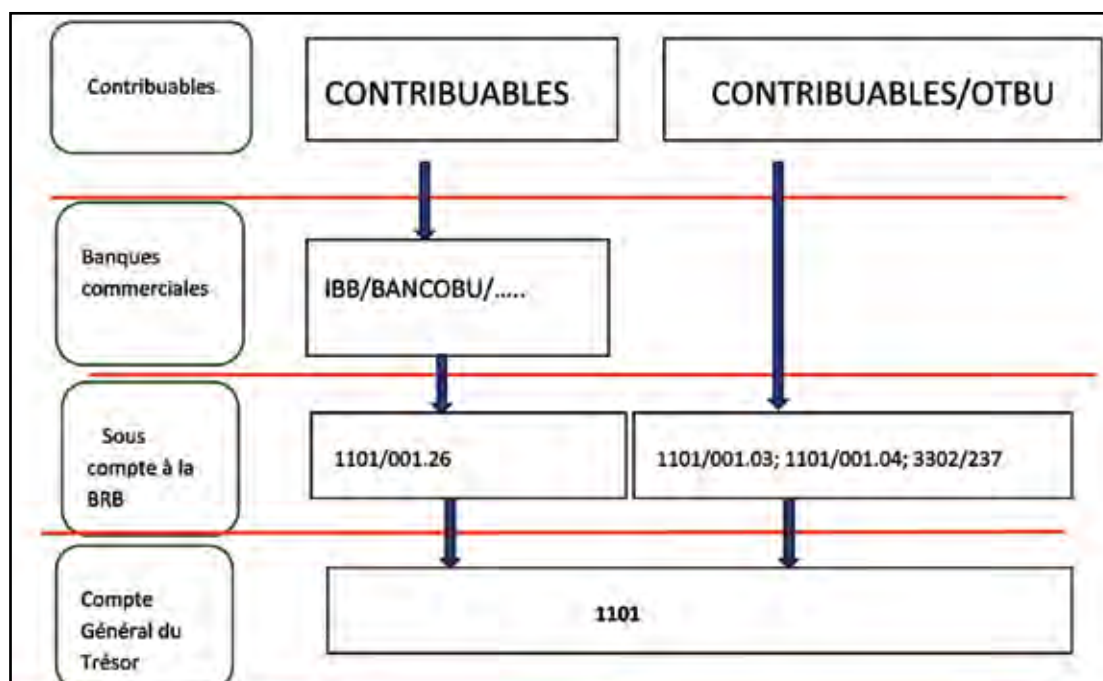 Contribuables
CONTRIBUABLES
CONTRIBUABLES/OTBU
Banques
commerciales
IBB/BANCOBU/.....
Sous
compte à la
BRB
1101/001.26
1101/001.03; 1101/001.04; 3302/237
Compte
Général du
Trésor
1101